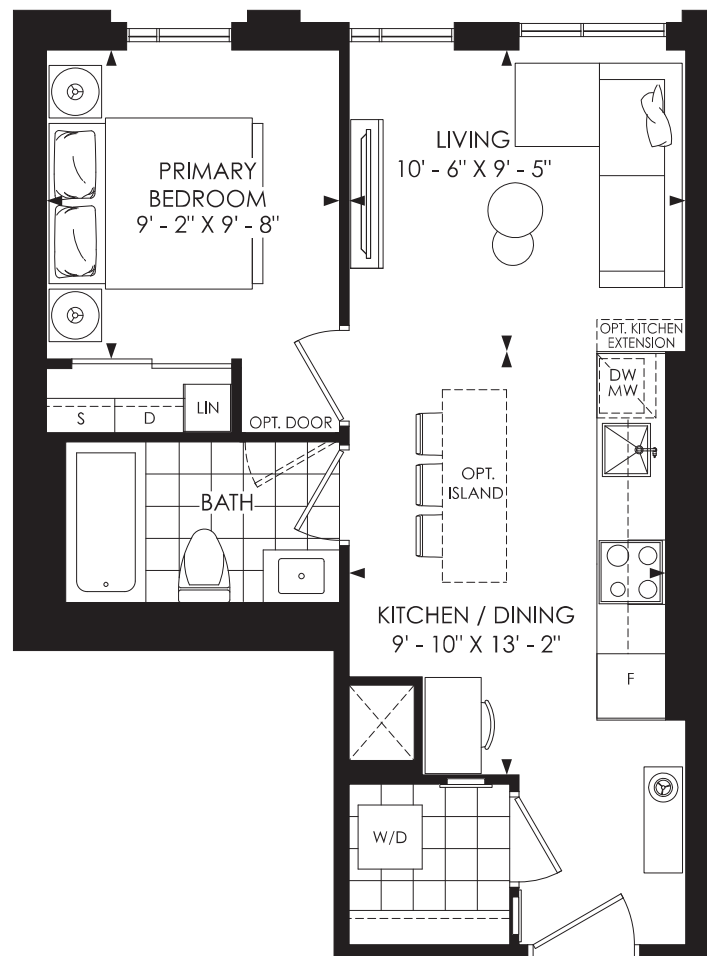 PRIMARY
BEDROOM
9' - 2" X 9' - 8"
LIVING
10' - 6" X 9' - 5"
OPT. KITCHEN
EXTENSION
DW
MW
S
D
LIN
OPT. DOOR
BATH
OPT.
ISLAND
KITCHEN / DINING
9' - 10" X 13' - 2"
F
W/D